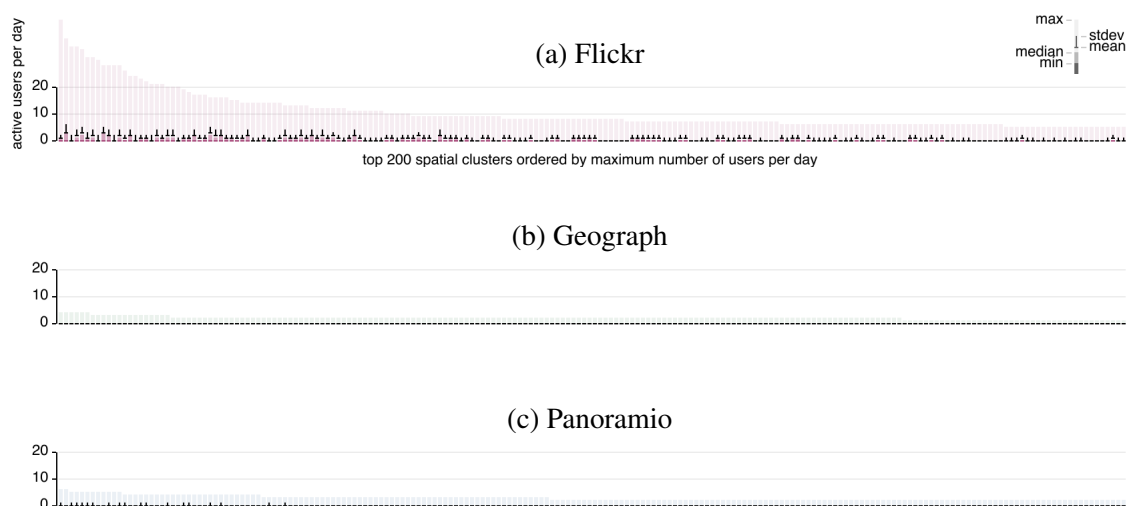 (a) Flickr
active users per day
20
10
0
max
stdev
mean
median
min
top 200 spatial clusters ordered by maximum number of users per day
(b) Geograph
20
10
0
(c) Panoramio
20
10
0